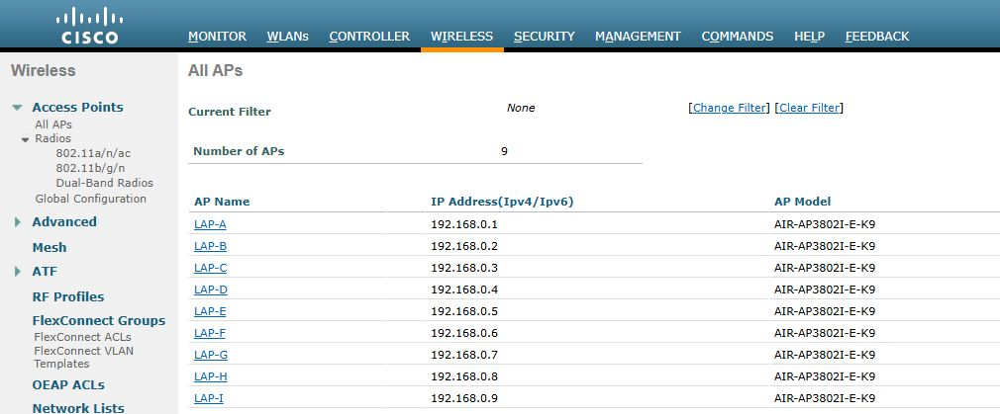 CISCO
MONITOR WLANs CONTROLLER WIRELESS SECURITY MANAGEMENT COMMANDS HELP FEEDBACK
Wireless
Access Points
All APs
Radios
802.11a/n/ac
802.11b/g/n
Dual-Band Radios
Global Configuration
Advanced
Mesh
ATF
RF Profiles
FlexConnect Groups
FlexConnect ACLs
FlexConnect VLAN
Templates
OEAP ACLs
Network Lists
All APs
Current Filter None [Change Filter] [Clear Filter]
Number of APs 9
AP Name IP Address(Ipv4/Ipv6) AP Model
LAP-A 192.168.0.1 AIR-AP3802I-E-K9
LAP-B 192.168.0.2 AIR-AP3802I-E-K9
LAP-C 192.168.0.3 AIR-AP3802I-E-K9
LAP-D 192.168.0.4 AIR-AP3802I-E-K9
LAP-E 192.168.0.5 AIR-AP3802I-E-K9
LAP-F 192.168.0.6 AIR-AP3802I-E-K9
LAP-G 192.168.0.7 AIR-AP3802I-E-K9
LAP-H 192.168.0.8 AIR-AP3802I-E-K9
LAP-I 192.168.0.9 AIR-AP3802I-E-K9